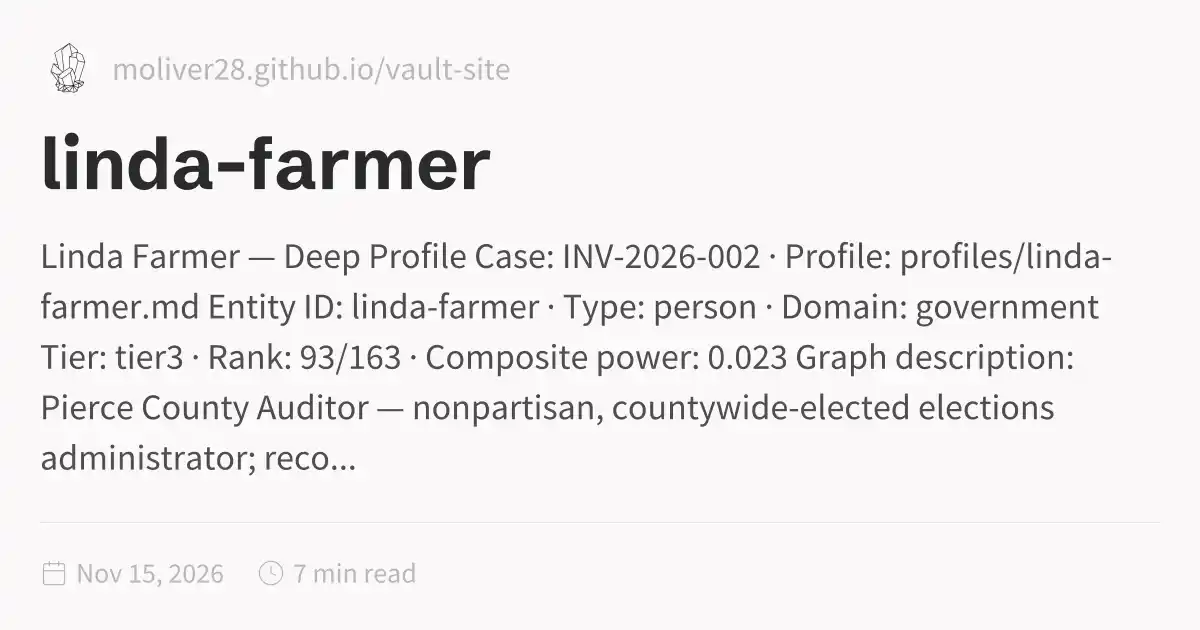 moliver28.github.io/vault-site
linda-farmer
Linda Farmer — Deep Profile Case: INV-2026-002 · Profile: profiles/linda-
farmer.md Entity ID: linda-farmer · Type: person · Domain: government
Tier: tier3 · Rank: 93/163 · Composite power: 0.023 Graph description:
Pierce County Auditor — nonpartisan, countywide-elected elections
administrator; reco...
Nov 15, 2026 7 min read